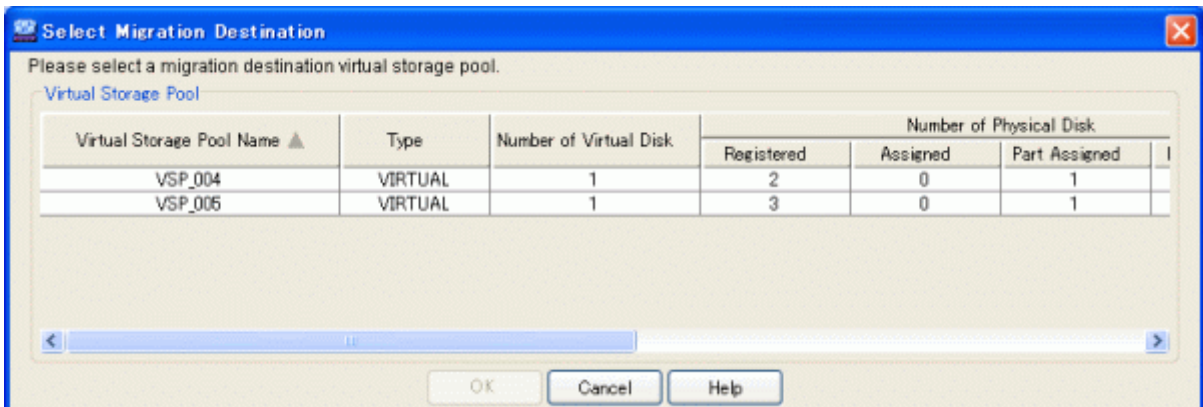 Select Migration Destination
Please select a migration destination virtual storage pool.
Virtual Storage Pool
Virtual Storage Pool Name Type Number of Virtual Disk Number of Physical Disk
Registered Assigned Part Assigned
VSP_004 VIRTUAL 1 2 0 1
VSP_005 VIRTUAL 1 3 0 1
OK Cancel Help